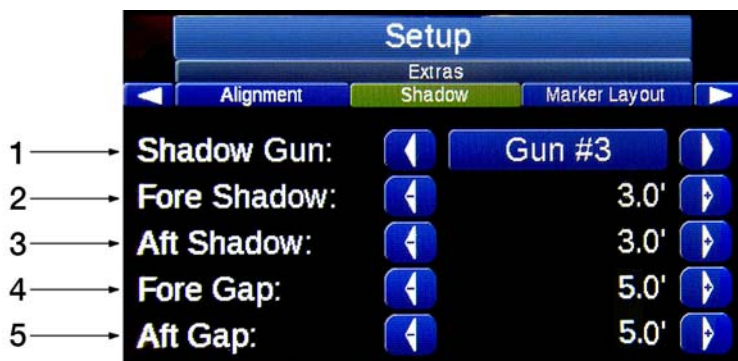 Setup
Extras
Alignment Shadow Marker Layout
1 Shadow Gun: Gun #3
2 Fore Shadow: - 3.0' +
3 Aft Shadow: - 3.0' +
4 Fore Gap: - 5.0' +
5 Aft Gap: - 5.0' +